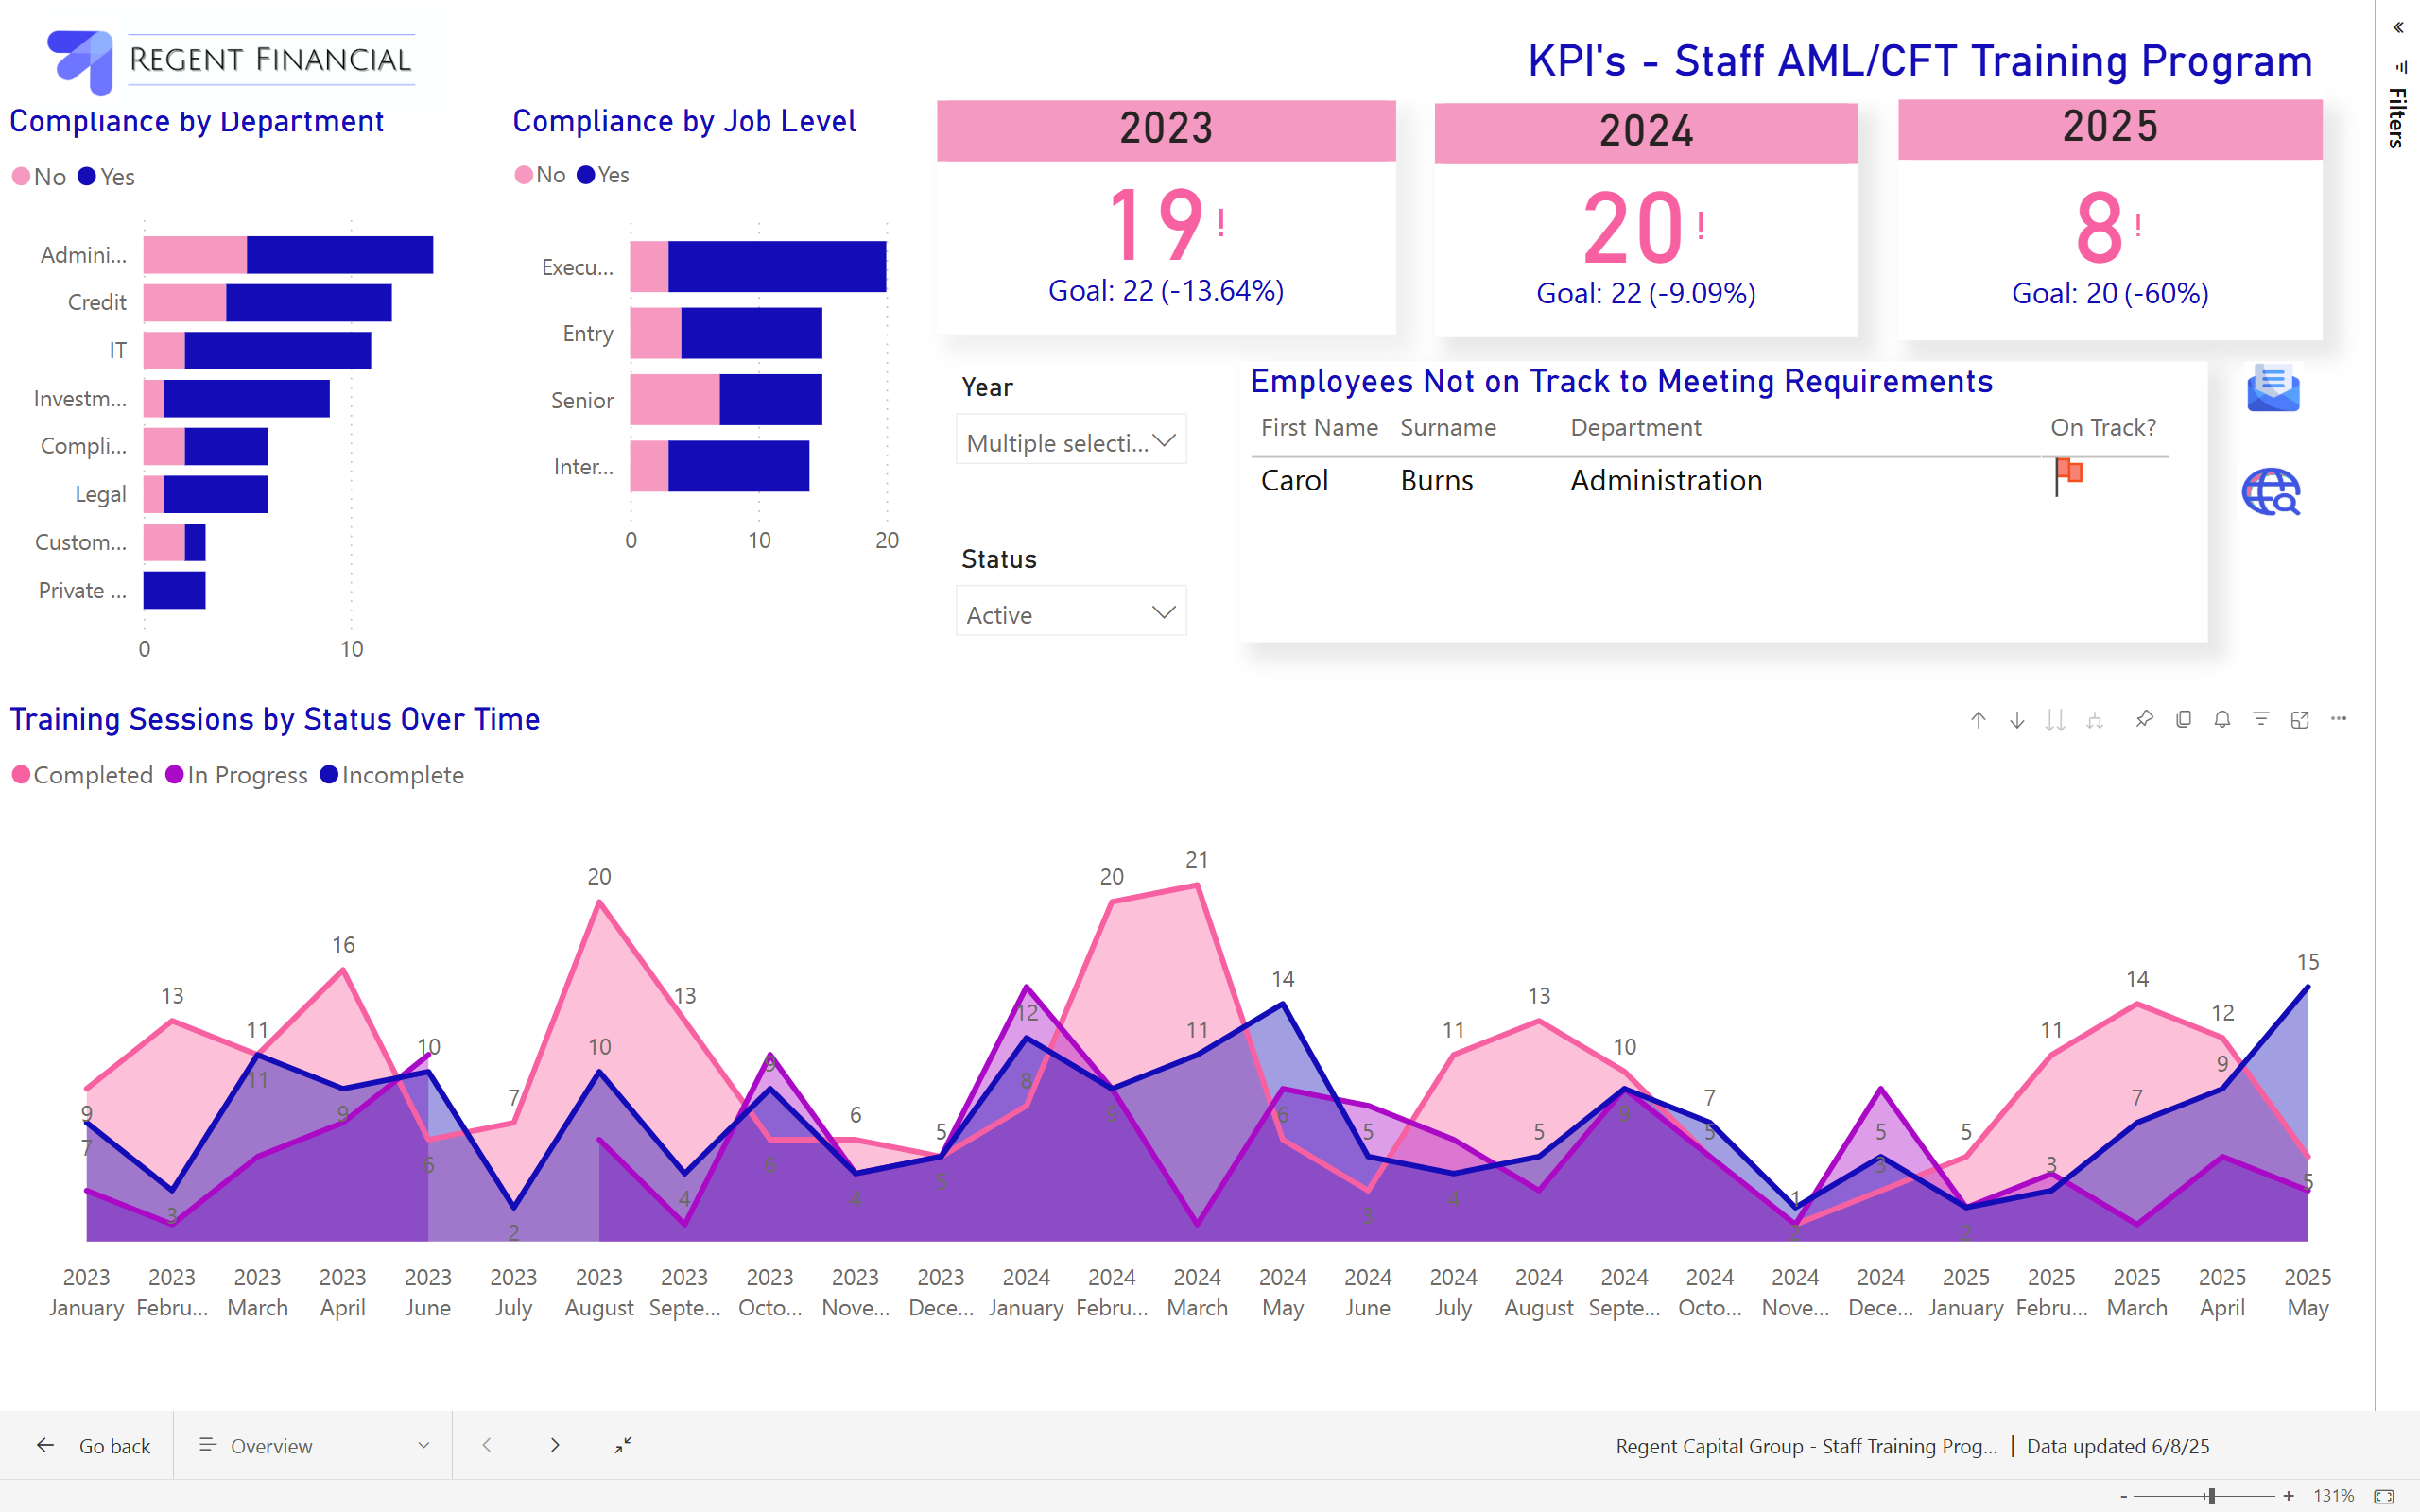 REGENT FINANCIAL
KPI's - Staff AML/CFT Training Program
Filters
Compliance by Department
No Yes
Admini...
Credit
IT
Investm...
Compli...
Legal
Custom...
Private ...
0 10
Compliance by Job Level
No Yes
Execu...
Entry
Senior
Inter...
0 10 20
2023
19!
Goal: 22 (-13.64%)
2024
20!
Goal: 22 (-9.09%)
2025
8!
Goal: 20 (-60%)
Year
Multiple selecti...
Status
Active
Employees Not on Track to Meeting Requirements
First Name Surname Department On Track?
Carol Burns Administration
Training Sessions by Status Over Time
Completed In Progress Incomplete
9 13 11 16 6 7 20 13 6 6 5 8 20 21 6 3 11 13 10 5 1 3 5 11 14 12 5
7 3 11 9 10 2 10 4 9 4 5 12 9 11 14 5 4 5 9 7 2 5 2 3 7 9 15
2023 2023 2023 2023 2023 2023 2023 2023 2023 2023 2023 2024 2024 2024 2024 2024 2024 2024 2024 2024 2024 2024 2025 2025 2025 2025 2025
January Febru... March April June July August Septe... Octo... Nove... Dece... January Febru... March May June July August Septe... Octo... Nove... Dece... January Febru... March April May
Go back
Overview
Regent Capital Group - Staff Training Prog... | Data updated 6/8/25
- + 131%